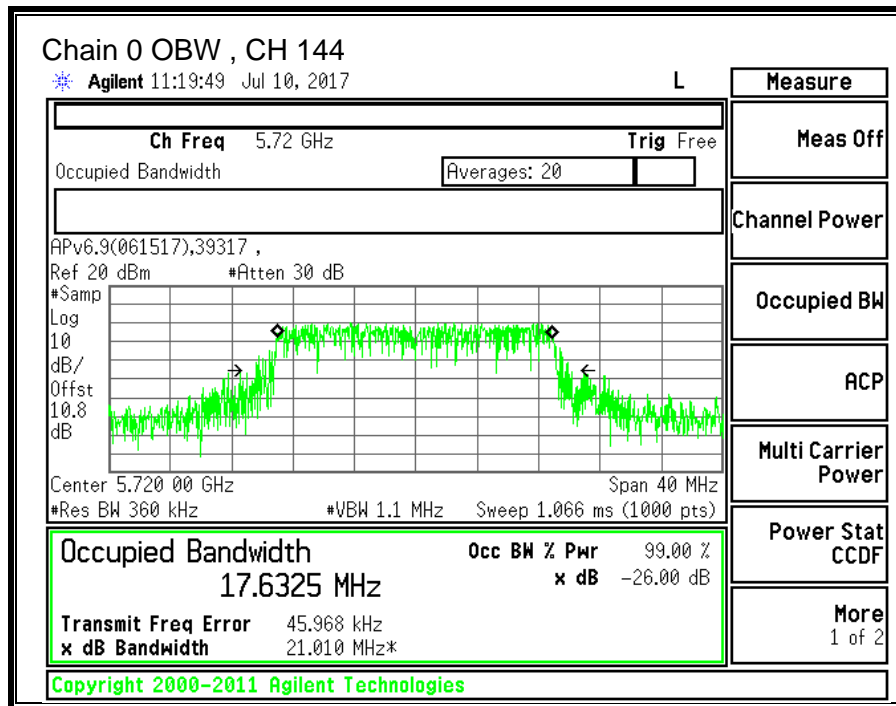 Chain 0 OBW , CH 144
Agilent 11:19:49 Jul 10, 2017 L
Measure
Ch Freq 5.72 GHz Trig Free
Meas Off
Occupied Bandwidth Averages: 20
Channel Power
APv6.9(061517),39317 ,
Ref 20 dBm #Atten 30 dB
#Samp
Log
10
dB/
Offst
10.8
dB
Occupied BW
ACP
Multi Carrier
Power
Center 5.720 00 GHz Span 40 MHz
#Res BW 360 kHz #VBW 1.1 MHz Sweep 1.066 ms (1000 pts)
Power Stat
CCDF
Occupied Bandwidth Occ BW % Pwr 99.00 %
17.6325 MHz x dB -26.00 dB
Transmit Freq Error 45.968 kHz
x dB Bandwidth 21.010 MHz*
More
1 of 2
Copyright 2000-2011 Agilent Technologies